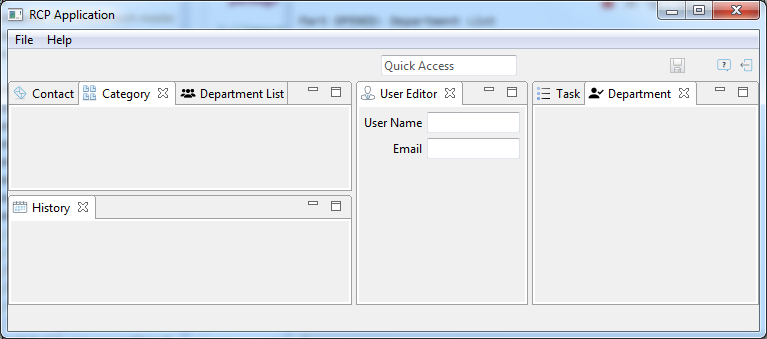 RCP Application
File Help
Quick Access
Contact Category Department List
User Editor
Task Department
User Name
Email
History